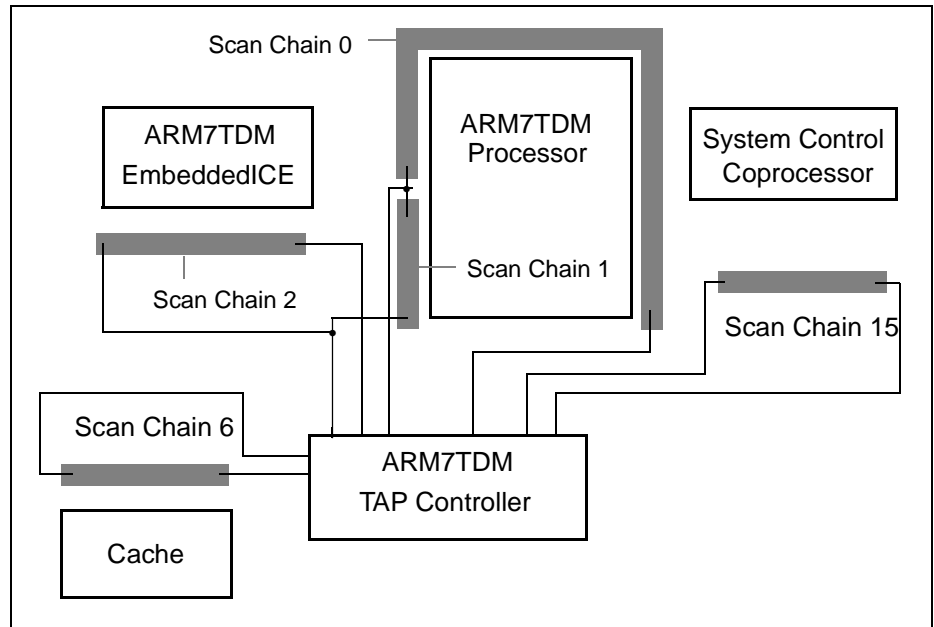 Scan Chain 0
ARM7TDM
EmbeddedICE
ARM7TDM
Processor
System Control
Coprocessor
Scan Chain 1
Scan Chain 2
Scan Chain 15
Scan Chain 6
ARM7TDM
TAP Controller
Cache